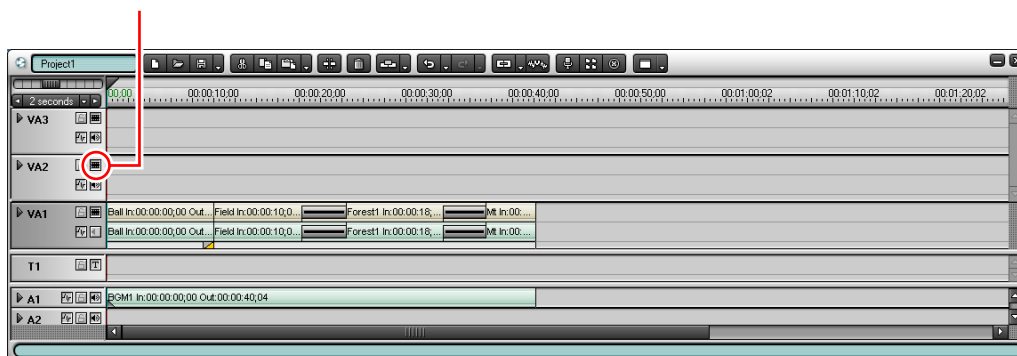 Project1
2 seconds
00;00 00:00:10;00 00:00:20;00 00:00:30;00 00:00:40;00 00:00:50;00 00:01:00;02 00:01:10;02 00:01:20;02
VA3
VA2
VA1 Ball In:00:00:00;00 Out... Field In:00:00:10;0... Forest1 In:00:00:18;... Mt In:00:...
Ball In:00:00:00;00 Out... Field In:00:00:10;0... Forest1 In:00:00:18;... Mt In:00:...
T1 T
A1 BGM1 In:00:00:00;00 Out:00:00:40;04
A2